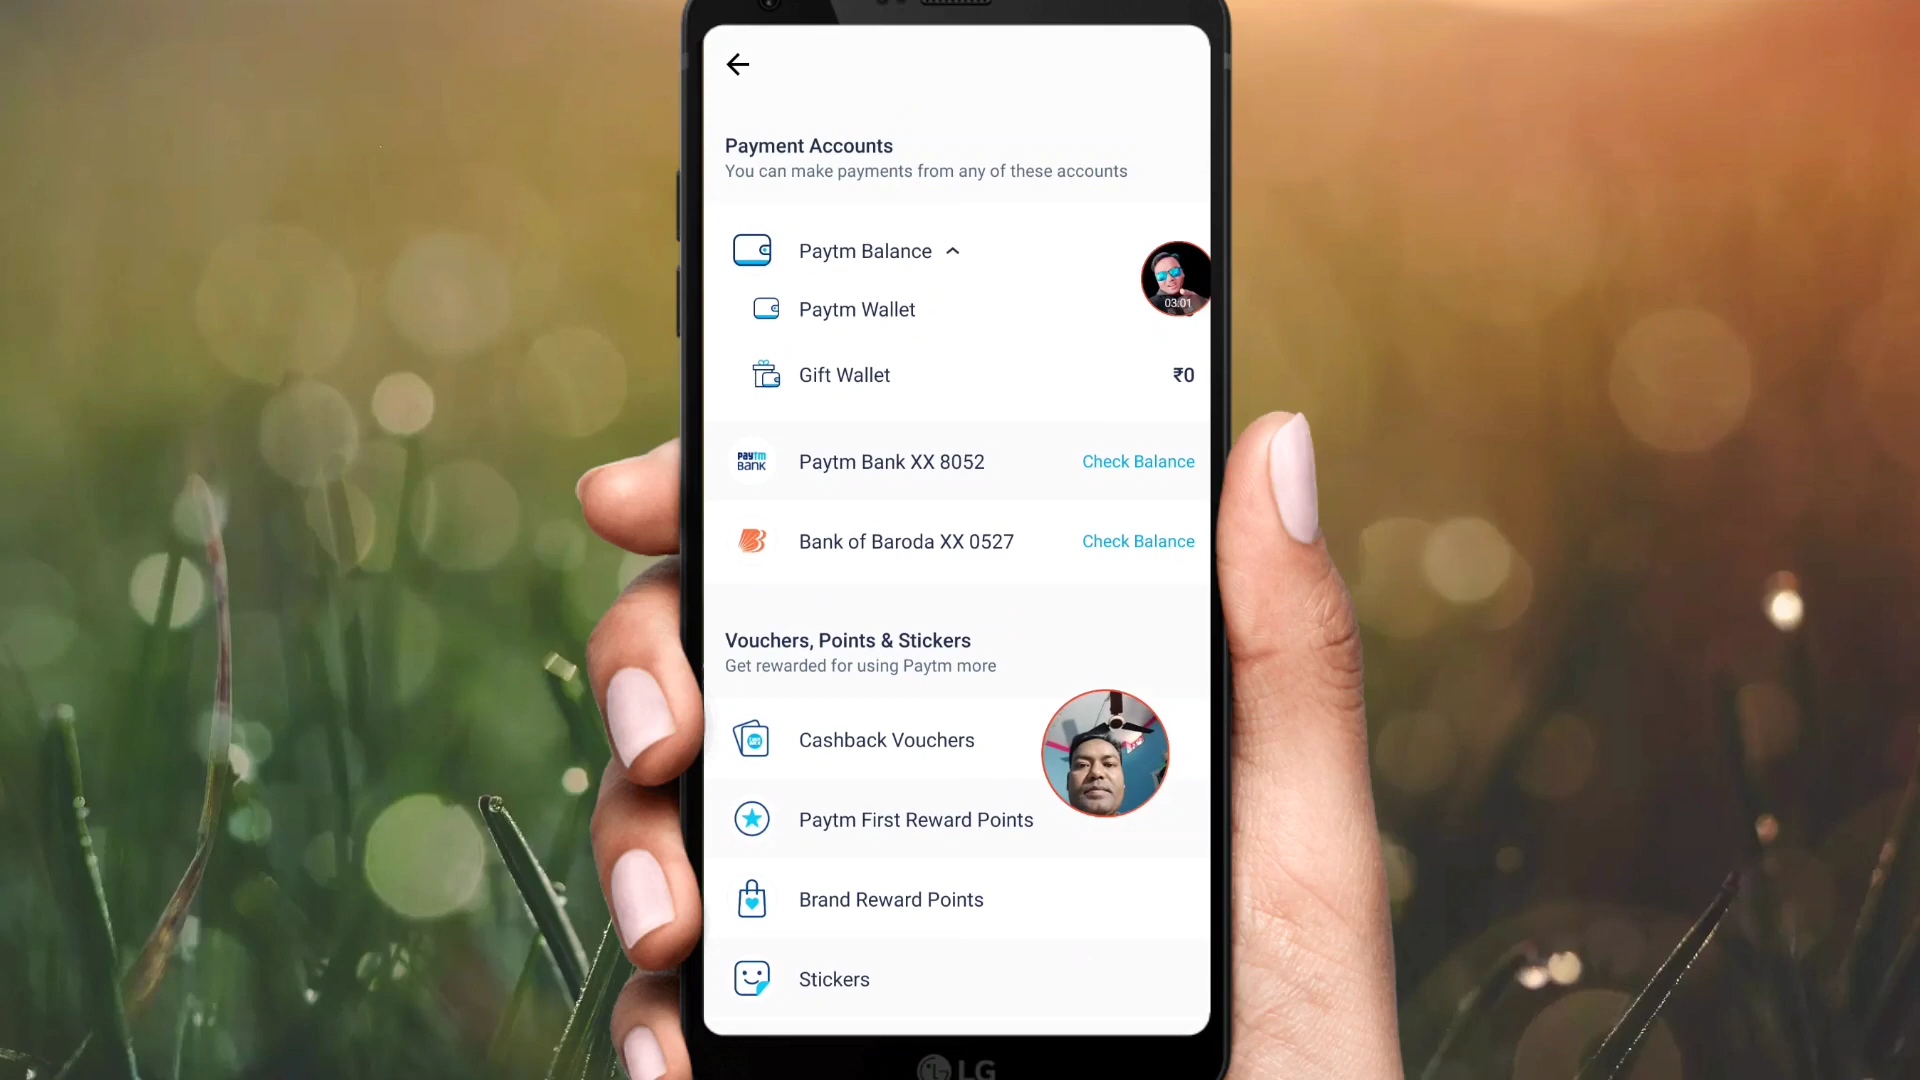 Payment Accounts
You can make payments from any of these accounts
Paytm Balance
03:01
Paytm Wallet
Gift Wallet ₹0
paytm BANK
Paytm Bank XX 8052 Check Balance
Bank of Baroda XX 0527 Check Balance
Vouchers, Points & Stickers
Get rewarded for using Paytm more
Cashback Vouchers
Paytm First Reward Points
Brand Reward Points
Stickers
LG